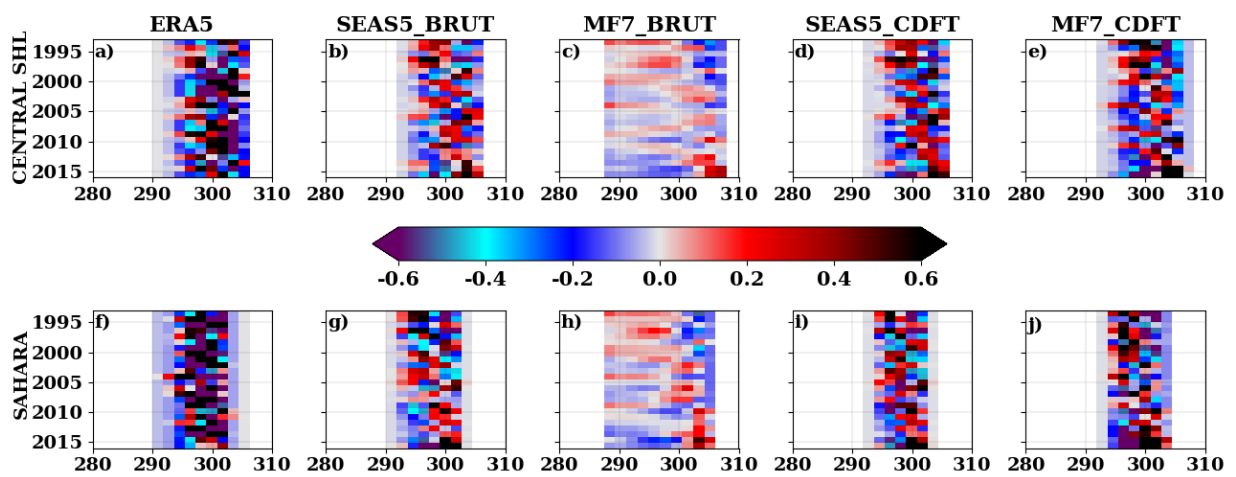 ERA5 SEAS5_BRUT MF7_BRUT SEAS5_CDFT MF7_CDFT
CENTRAL SHL
1995 a) b) c) d) e)
2000
2005
2010
2015
280 290 300 310 280 290 300 310 280 290 300 310 280 290 300 310 280 290 300 310
-0.6 -0.4 -0.2 0.0 0.2 0.4 0.6
SAHARA
1995 f) g) h) i) j)
2000
2005
2010
2015
280 290 300 310 280 290 300 310 280 290 300 310 280 290 300 310 280 290 300 310